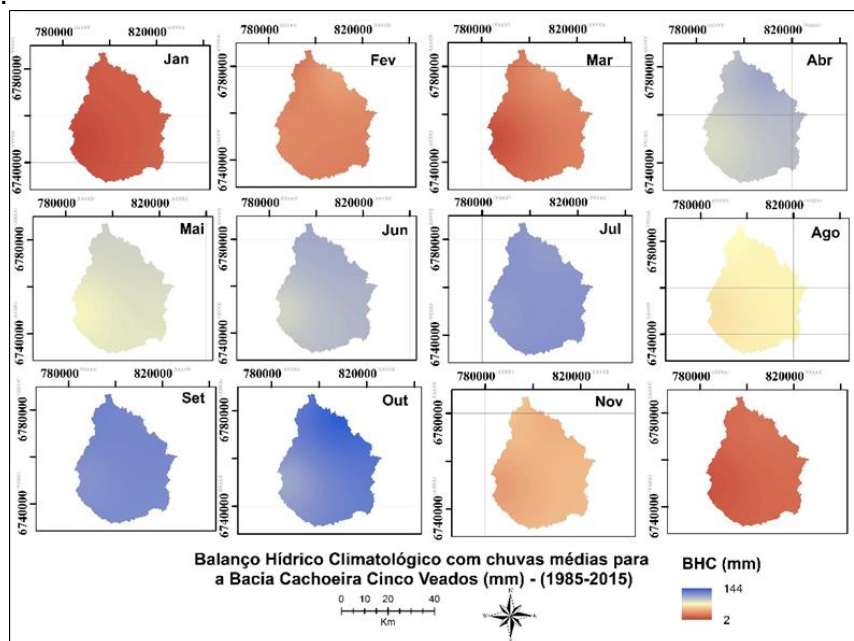 780000 820000
780000 820000
780000 820000
780000 820000
Jan
Fev
Mar
Abr
6780000
6740000
6780000
6740000
6780000
6740000
6780000
6740000
780000 820000
780000 820000
780000 820000
780000 820000
Mai
Jun
Jul
Ago
6780000
6740000
6780000
6740000
6780000
6740000
6780000
6740000
780000 820000
780000 820000
780000 820000
780000 820000
Set
Out
Nov
6780000
6740000
6780000
6740000
6780000
6740000
6780000
6740000
Balanço Hídrico Climatológico com chuvas médias para
a Bacia Cachoeira Cinco Veados (mm) - (1985-2015)
BHC (mm)
144
2
0 10 20 40
Km
N
W E
S